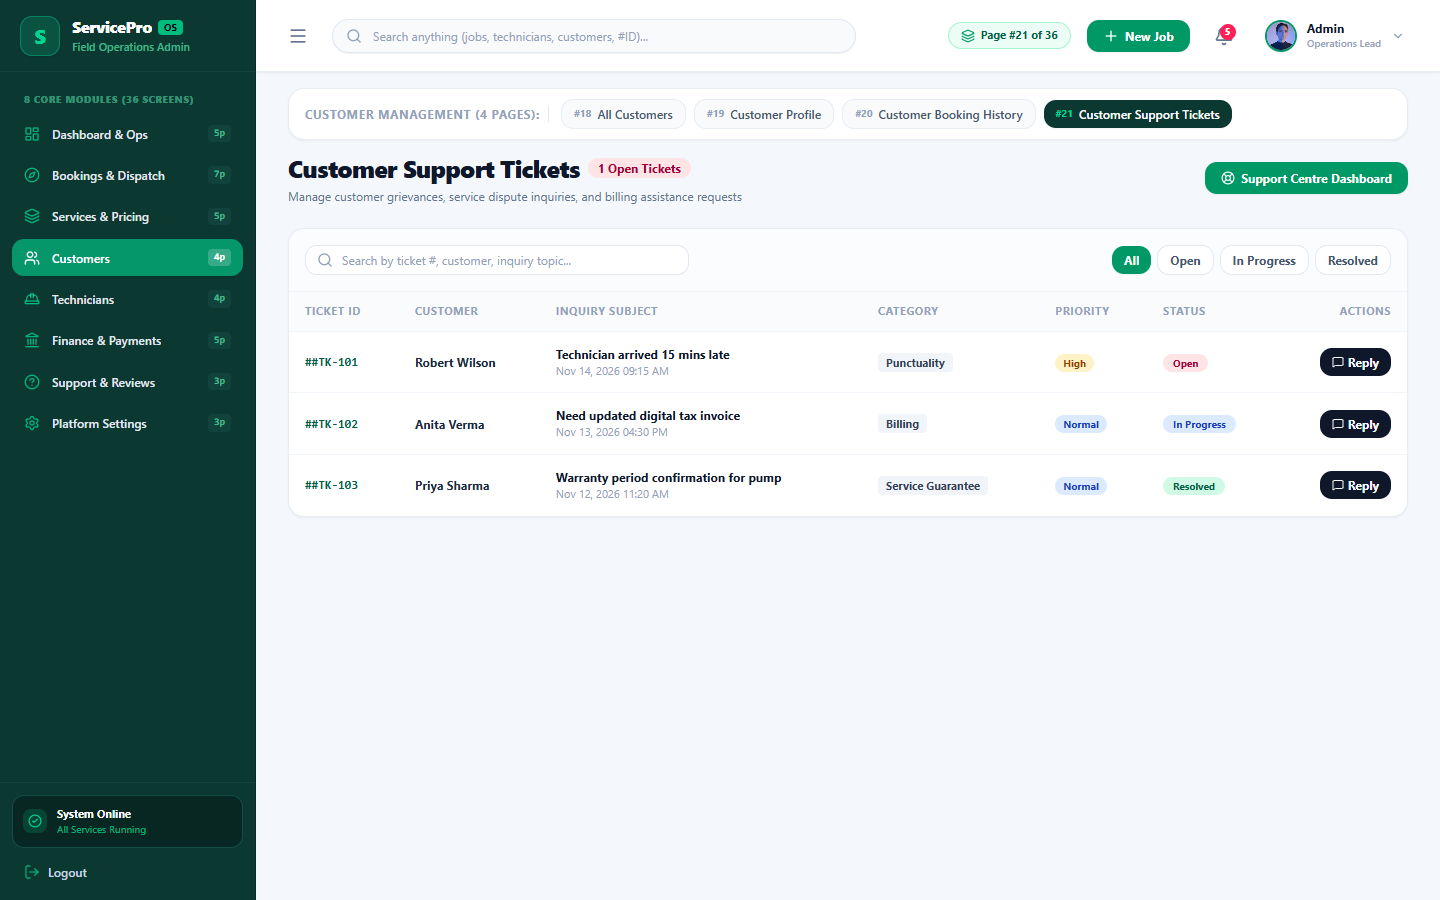 S
ServicePro OS
Field Operations Admin
8 CORE MODULES (36 SCREENS)
Dashboard & Ops 5p
Bookings & Dispatch 7p
Services & Pricing 5p
Customers 4p
Technicians 4p
Finance & Payments 5p
Support & Reviews 3p
Platform Settings 3p
System Online
All Services Running
Logout
Search anything (jobs, technicians, customers, #ID)...
Page #21 of 36
New Job
5
Admin
Operations Lead
CUSTOMER MANAGEMENT (4 PAGES):
#18 All Customers
#19 Customer Profile
#20 Customer Booking History
#21 Customer Support Tickets
Customer Support Tickets
1 Open Tickets
Manage customer grievances, service dispute inquiries, and billing assistance requests
Support Centre Dashboard
Search by ticket #, customer, inquiry topic...
All
Open
In Progress
Resolved
TICKET ID CUSTOMER INQUIRY SUBJECT CATEGORY PRIORITY STATUS ACTIONS
##TK-101 Robert Wilson Technician arrived 15 mins late Punctuality High Open Reply
Nov 14, 2026 09:15 AM
##TK-102 Anita Verma Need updated digital tax invoice Billing Normal In Progress Reply
Nov 13, 2026 04:30 PM
##TK-103 Priya Sharma Warranty period confirmation for pump Service Guarantee Normal Resolved Reply
Nov 12, 2026 11:20 AM